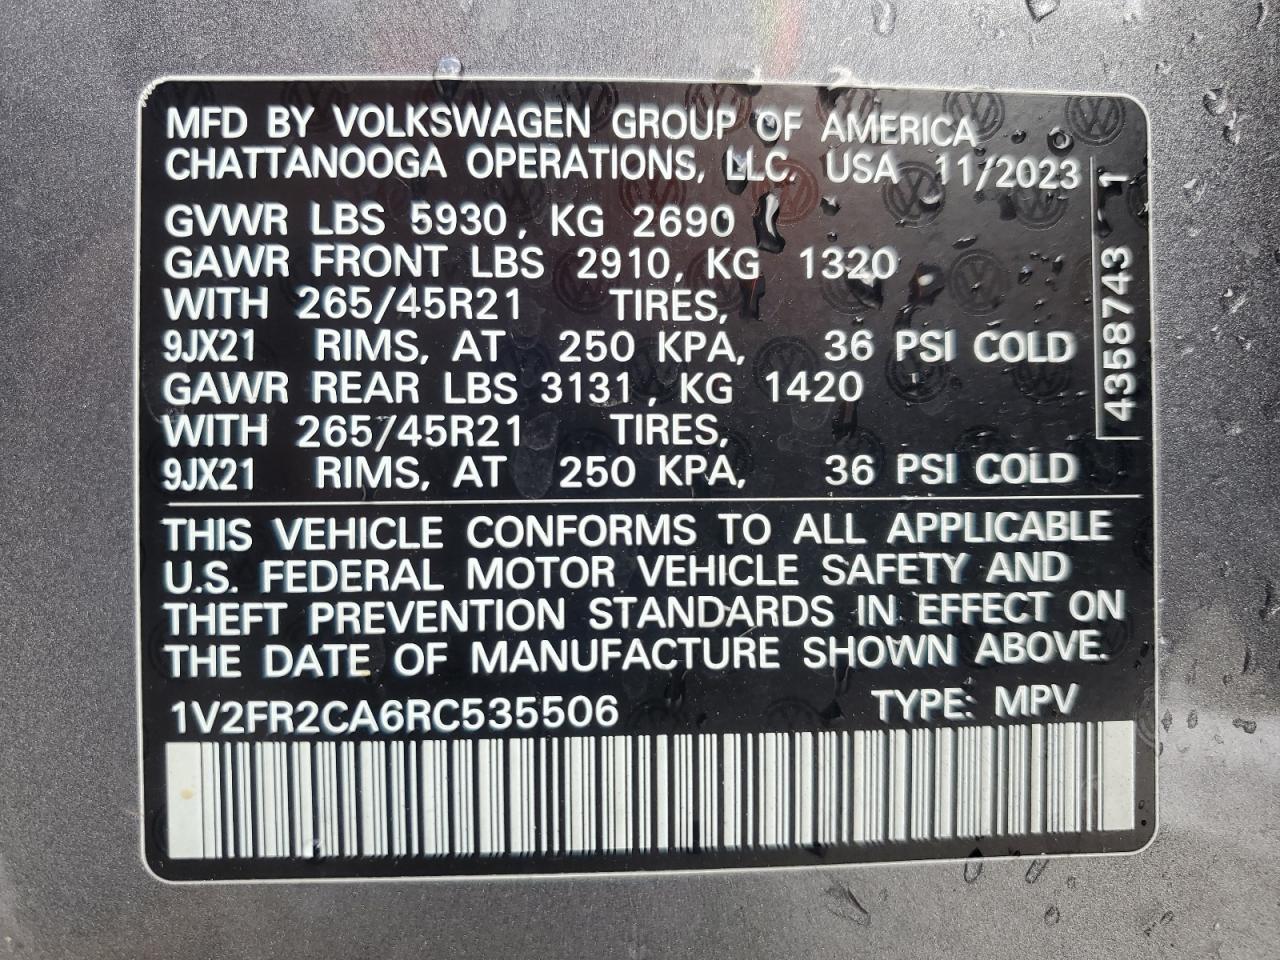 MFD BY VOLKSWAGEN GROUP OF AMERICA
CHATTANOOGA OPERATIONS, LLC. USA 11/2023
GVWR LBS 5930, KG 2690
GAWR FRONT LBS 2910, KG 1320
WITH 265/45R21 TIRES,
9JX21 RIMS, AT 250 KPA, 36 PSI COLD
GAWR REAR LBS 3131, KG 1420
WITH 265/45R21 TIRES,
9JX21 RIMS, AT 250 KPA, 36 PSI COLD
4358743 1
THIS VEHICLE CONFORMS TO ALL APPLICABLE
U.S. FEDERAL MOTOR VEHICLE SAFETY AND
THEFT PREVENTION STANDARDS IN EFFECT ON
THE DATE OF MANUFACTURE SHOWN ABOVE.
1V2FR2CA6RC535506 TYPE: MPV